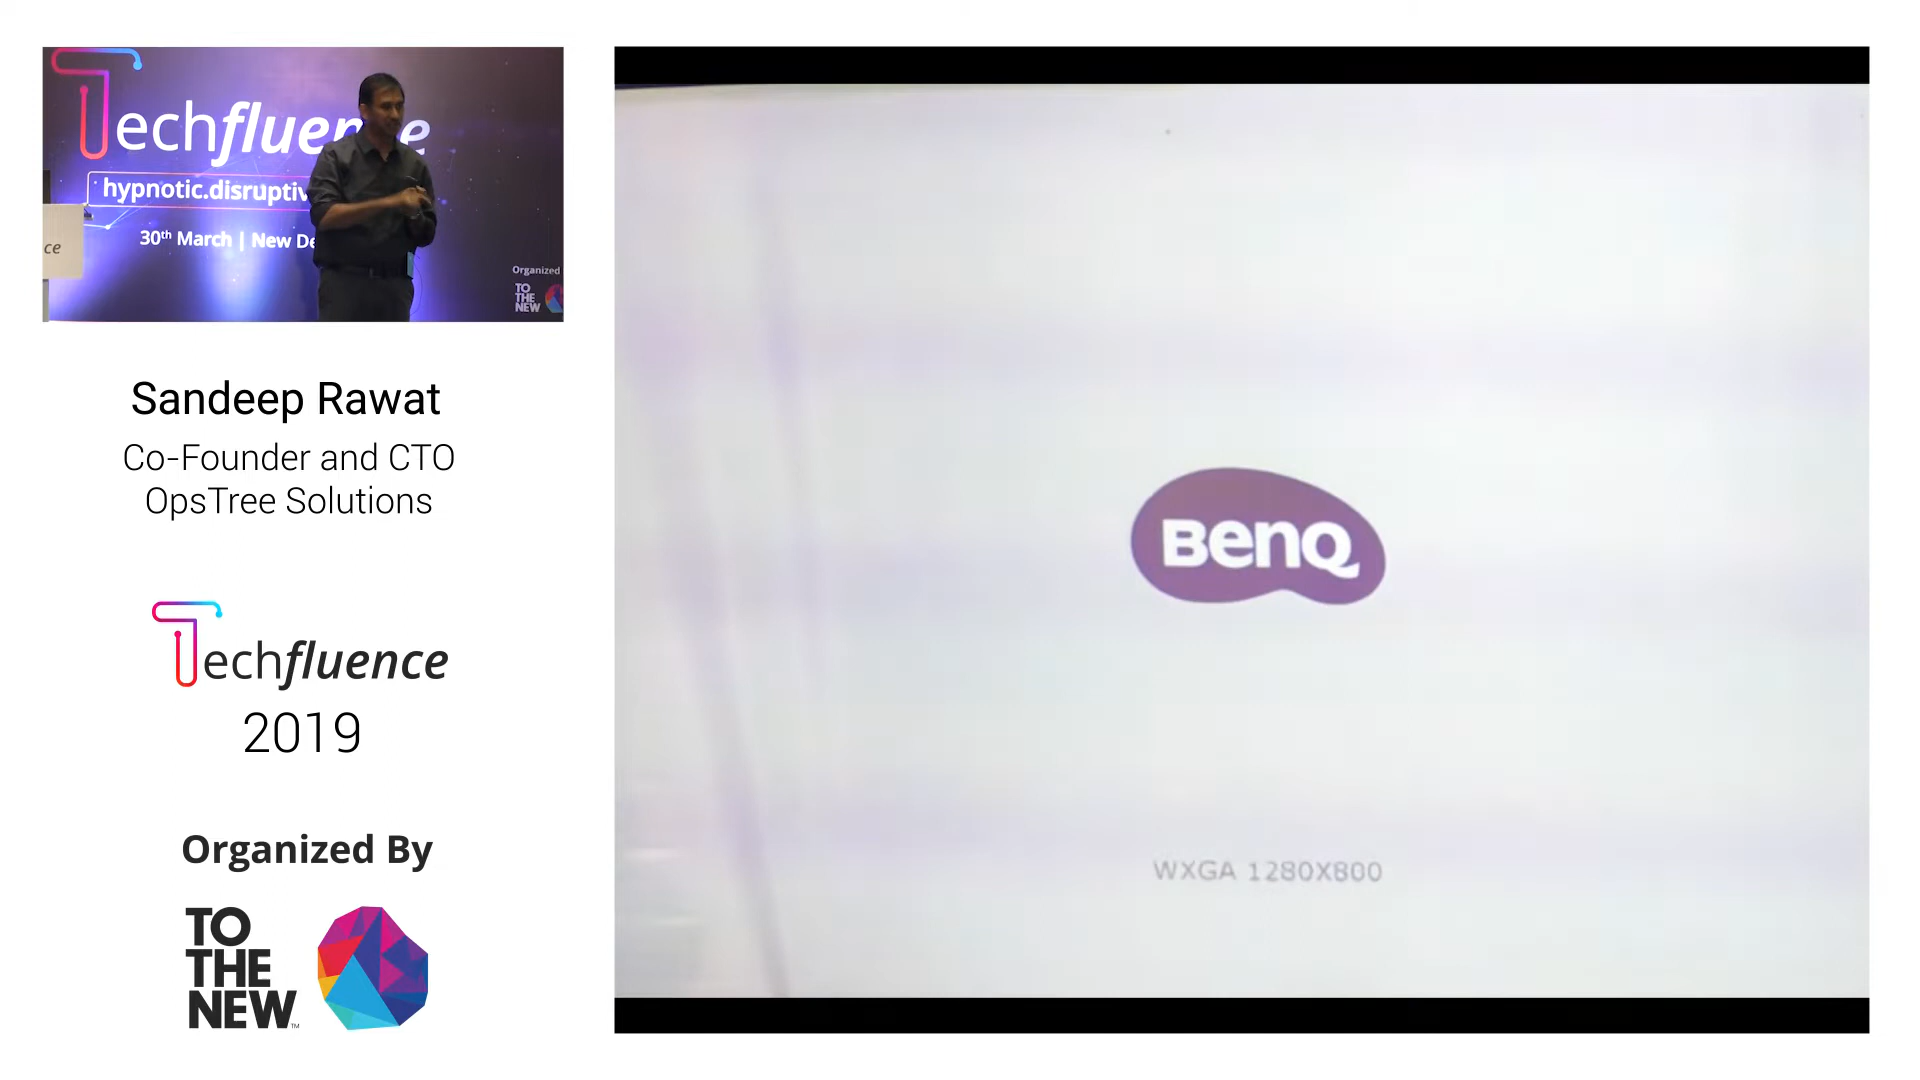 Techfluence
hypnotic.disruptiv
30th March | New De
ce
Organized
TO
THE
NEW
Sandeep Rawat
Co-Founder and CTO
OpsTree Solutions
Techfluence
2019
Organized By
TO
THE
NEW™
BenQ
WXGA 1280X800